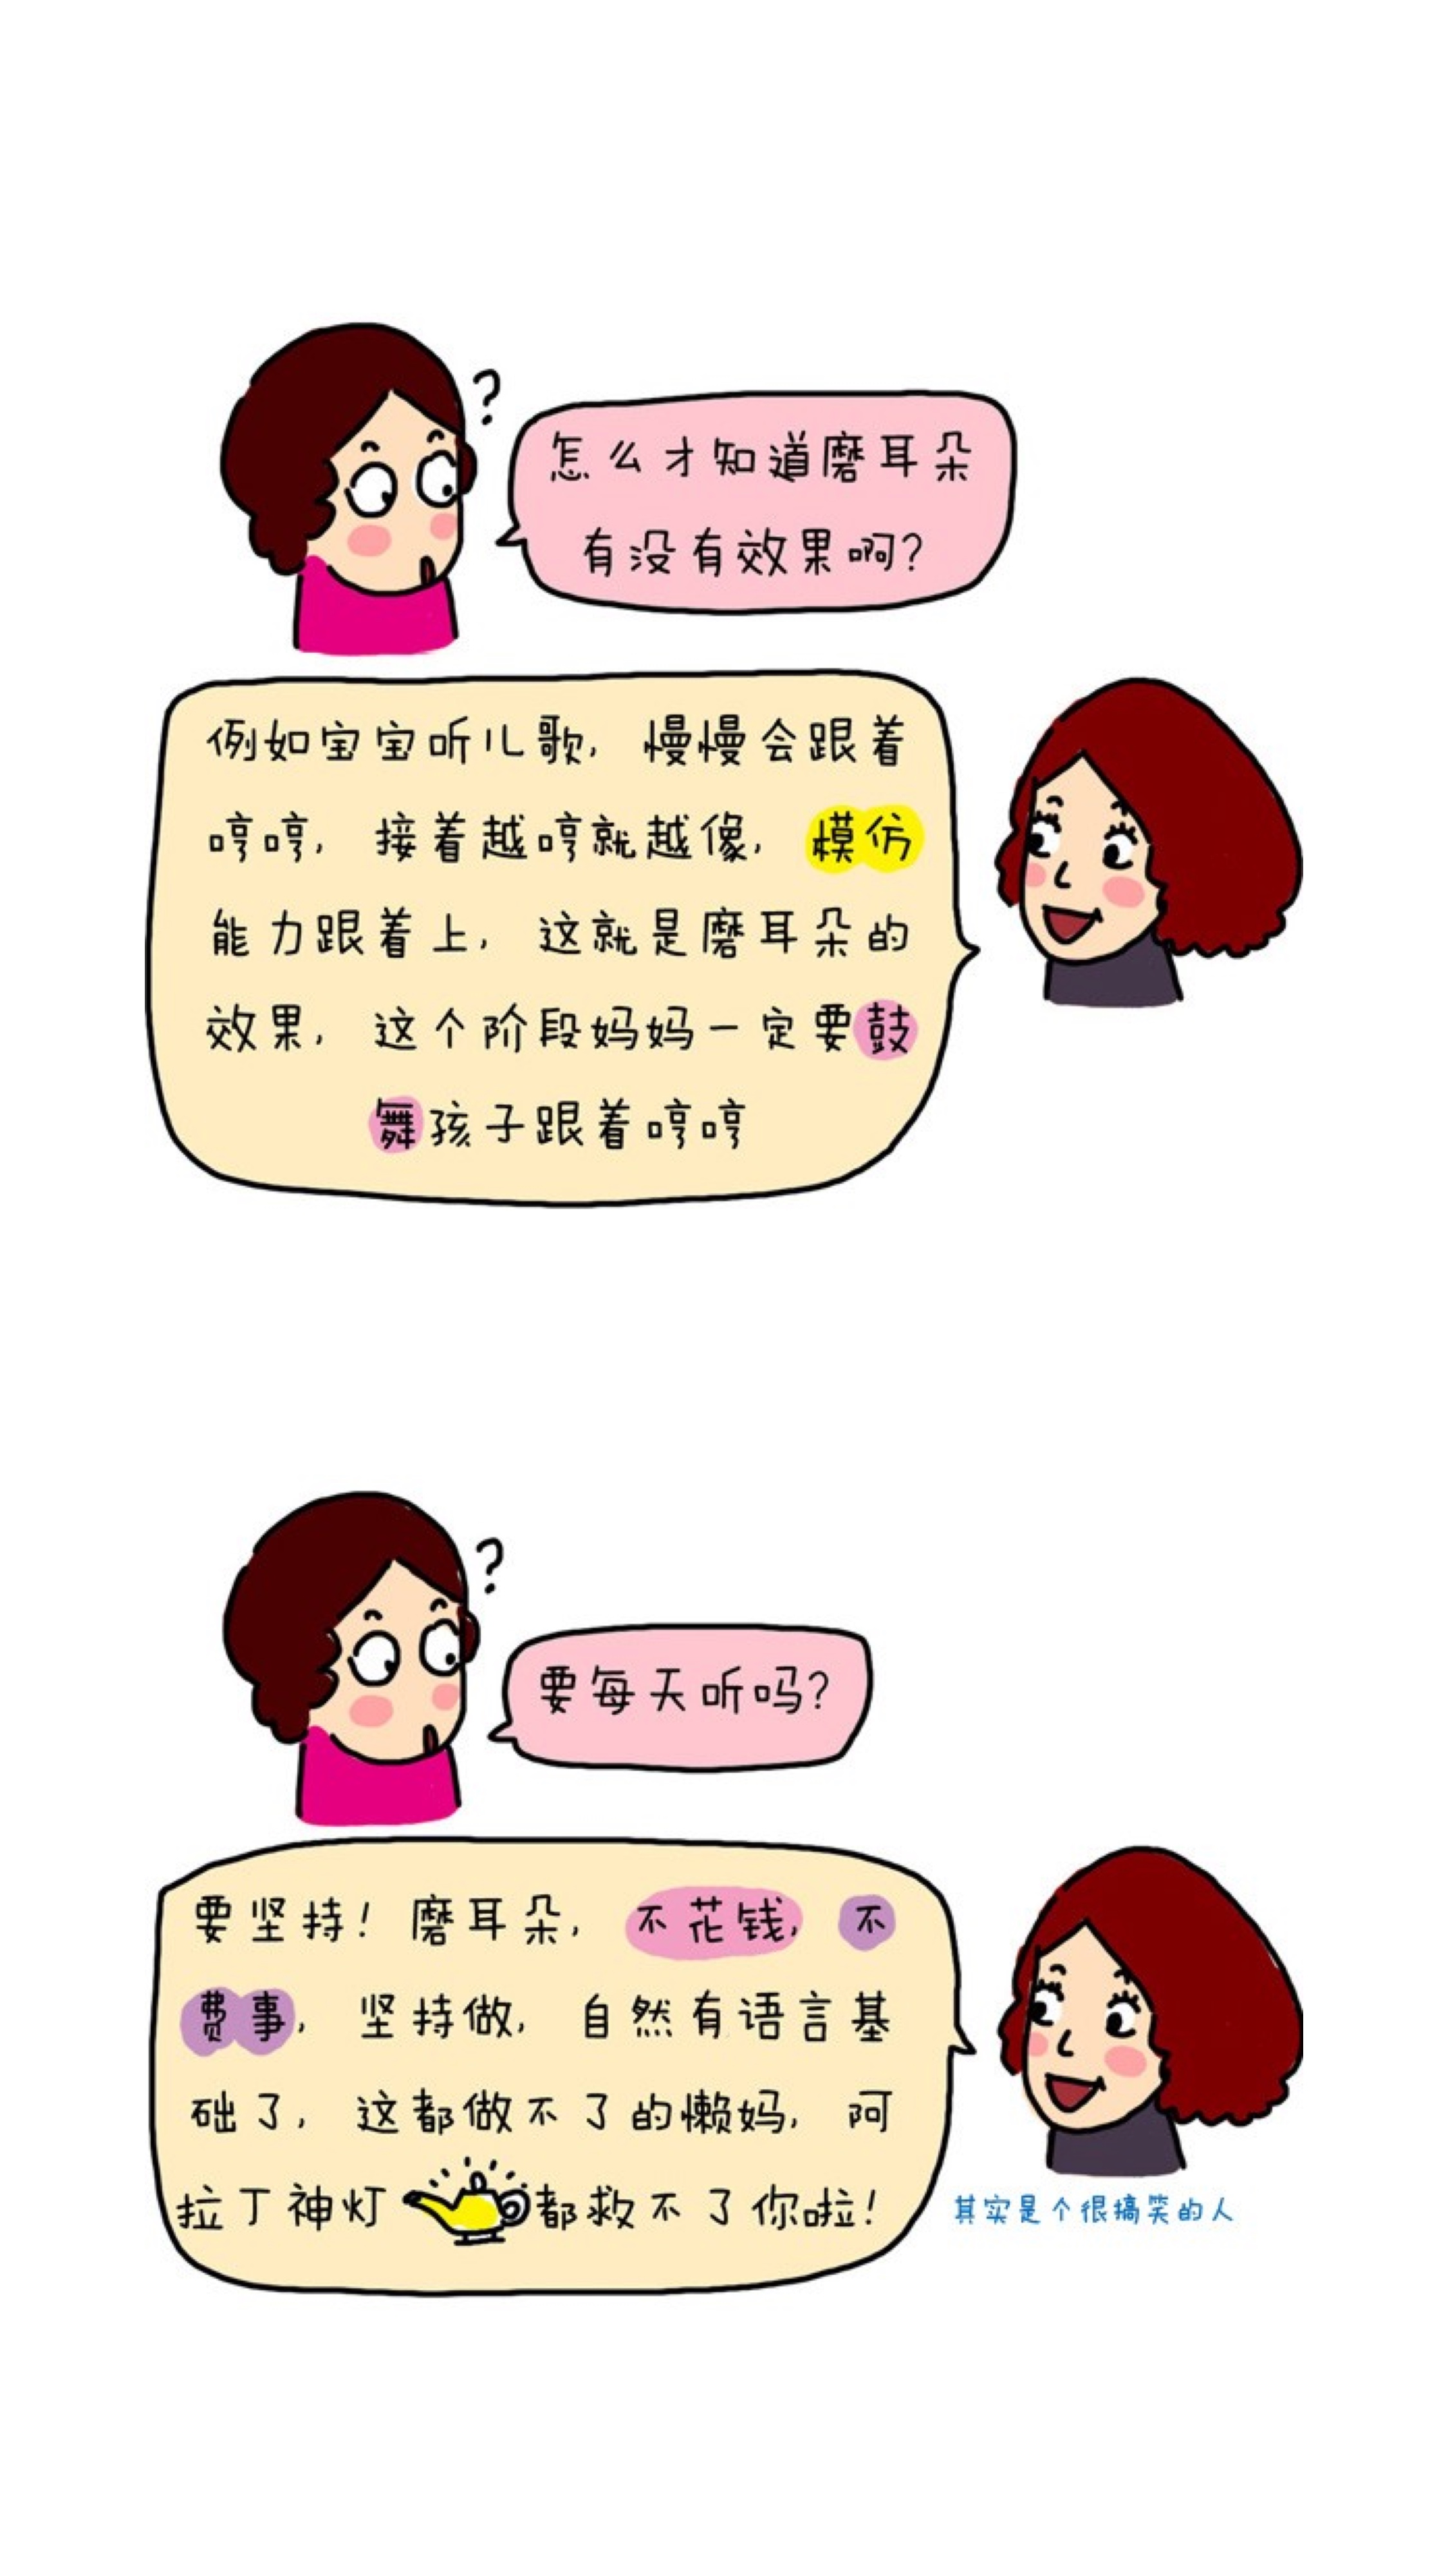 ?
怎么才知道磨耳朵
有没有效果啊?
例如宝宝听儿歌, 慢慢会跟着
哼哼, 接着越哼就越像, 模仿
能力跟着上, 这就是磨耳朵的
效果, 这个阶段妈妈一定要鼓
舞孩子跟着哼哼
?
要每天听吗?
要坚持! 磨耳朵, 不花钱, 不
费事, 坚持做, 自然有语言基
础了, 这都做不了的懒妈, 阿
拉丁神灯都救不了你啦!
其实是个很搞笑的人